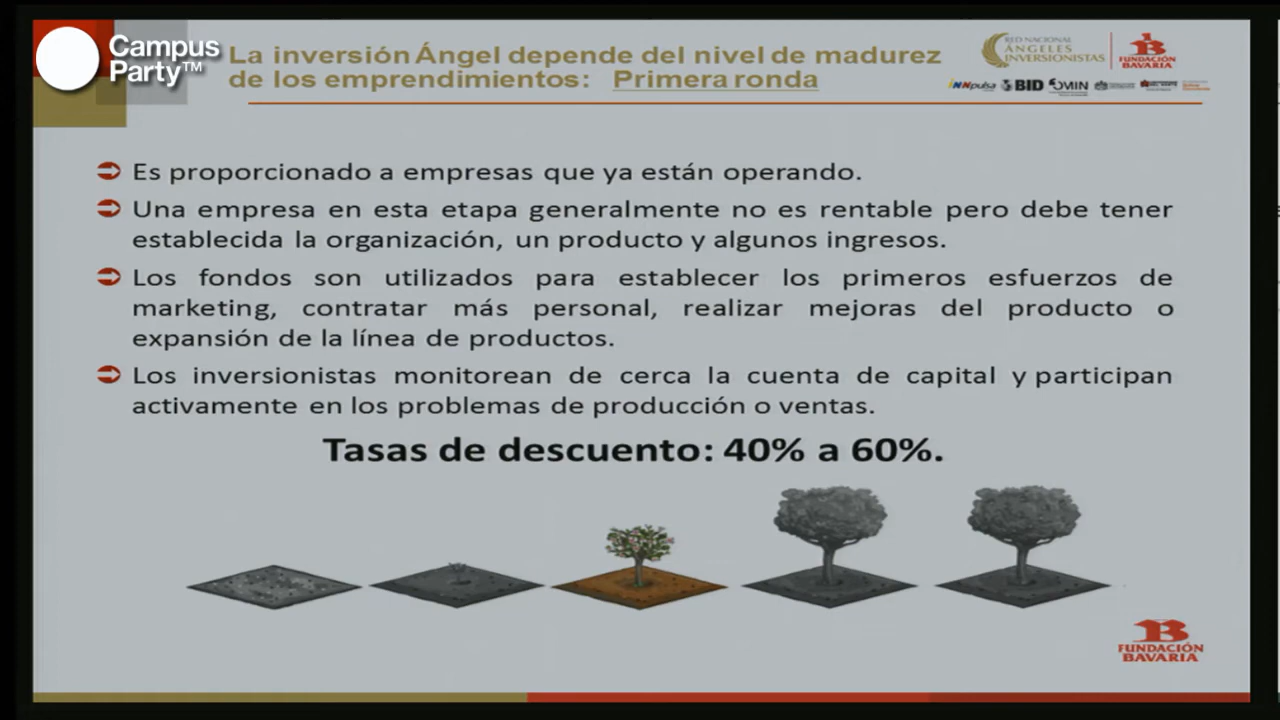 Campus
Party™
La inversión Ángel depende del nivel de madurez
de los emprendimientos: Primera ronda
RED NACIONAL
ÁNGELES
INVERSIONISTAS
FUNDACIÓN
BAVARIA
iNNpulsa
BID
Es proporcionado a empresas que ya están operando.
Una empresa en esta etapa generalmente no es rentable pero debe tener
establecida la organización, un producto y algunos ingresos.
Los fondos son utilizados para establecer los primeros esfuerzos de
marketing, contratar más personal, realizar mejoras del producto o
expansión de la línea de productos.
Los inversionistas monitorean de cerca la cuenta de capital y participan
activamente en los problemas de producción o ventas.
Tasas de descuento: 40% a 60%.
FUNDACIÓN
BAVARIA